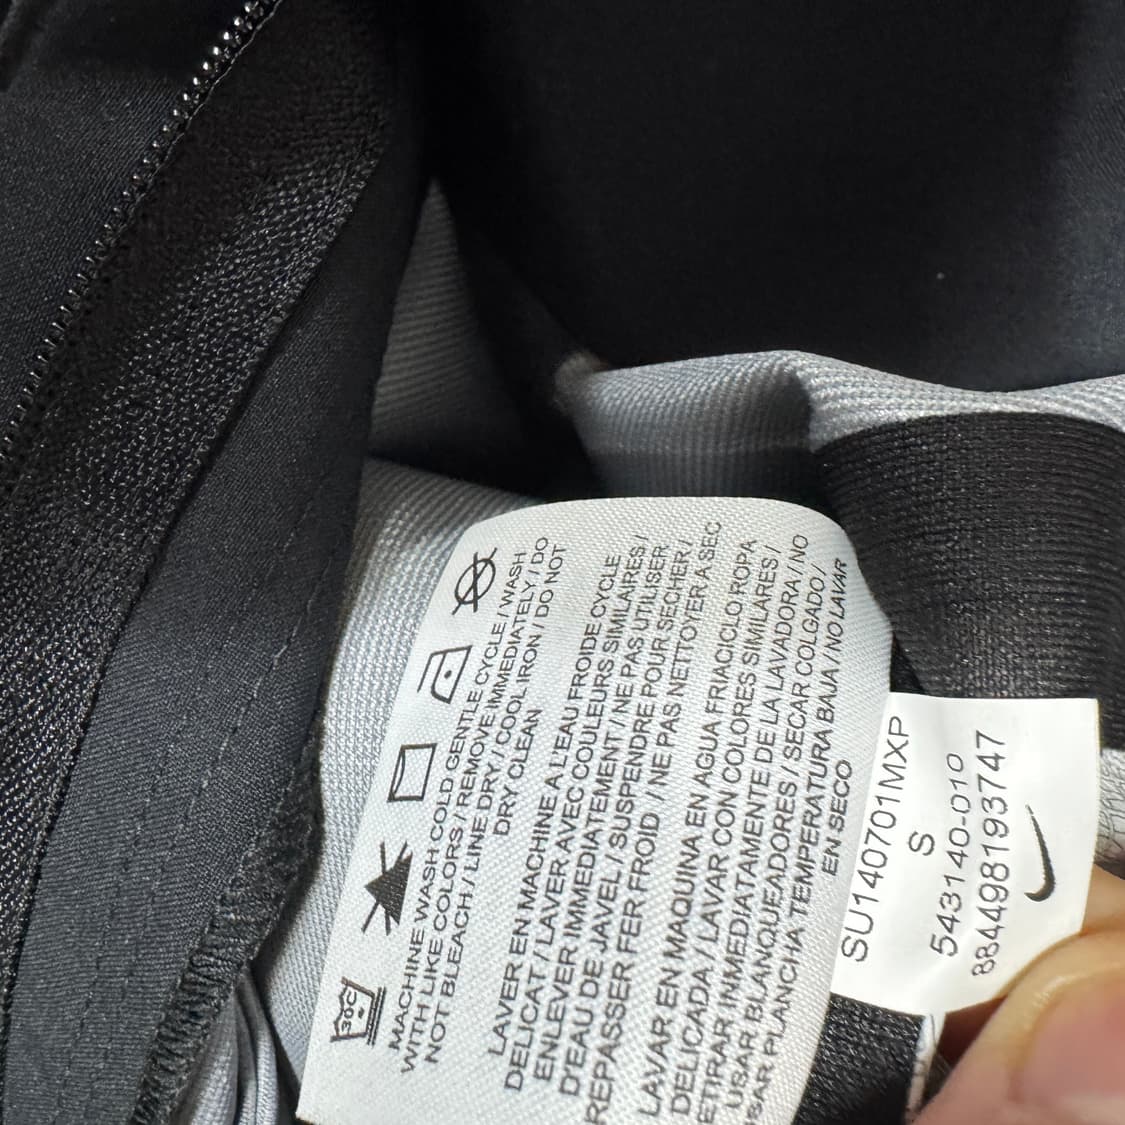 30C
MACHINE WASH COLD GENTLE CYCLE / WASH
WITH LIKE COLORS / REMOVE IMMEDIATELY / DO
NOT BLEACH / LINE DRY / COOL IRON / DO NOT
DRY CLEAN
LAVER EN MACHINE A L'EAU FROIDE CYCLE
DELICAT / LAVER AVEC COULEURS SIMILAIRES /
ENLEVER IMMEDIATEMENT / NE PAS UTILISER
D'EAU DE JAVEL / SUSPENDRE POUR SECHER /
REPASSER FER FROID / NE PAS NETTOYER A SEC
LAVAR EN MAQUINA EN AGUA FRIA CICLO ROPA
DELICADA / LAVAR CON COLORES SIMILARES /
RETIRAR INMEDIATAMENTE DE LA LAVADORA / NO
USAR BLANQUEADORES / SECAR COLGADO /
USAR PLANCHA TEMPERATURA BAJA / NO LAVAR
EN SECO
SU140701MXP
S
543140-010
884498193747